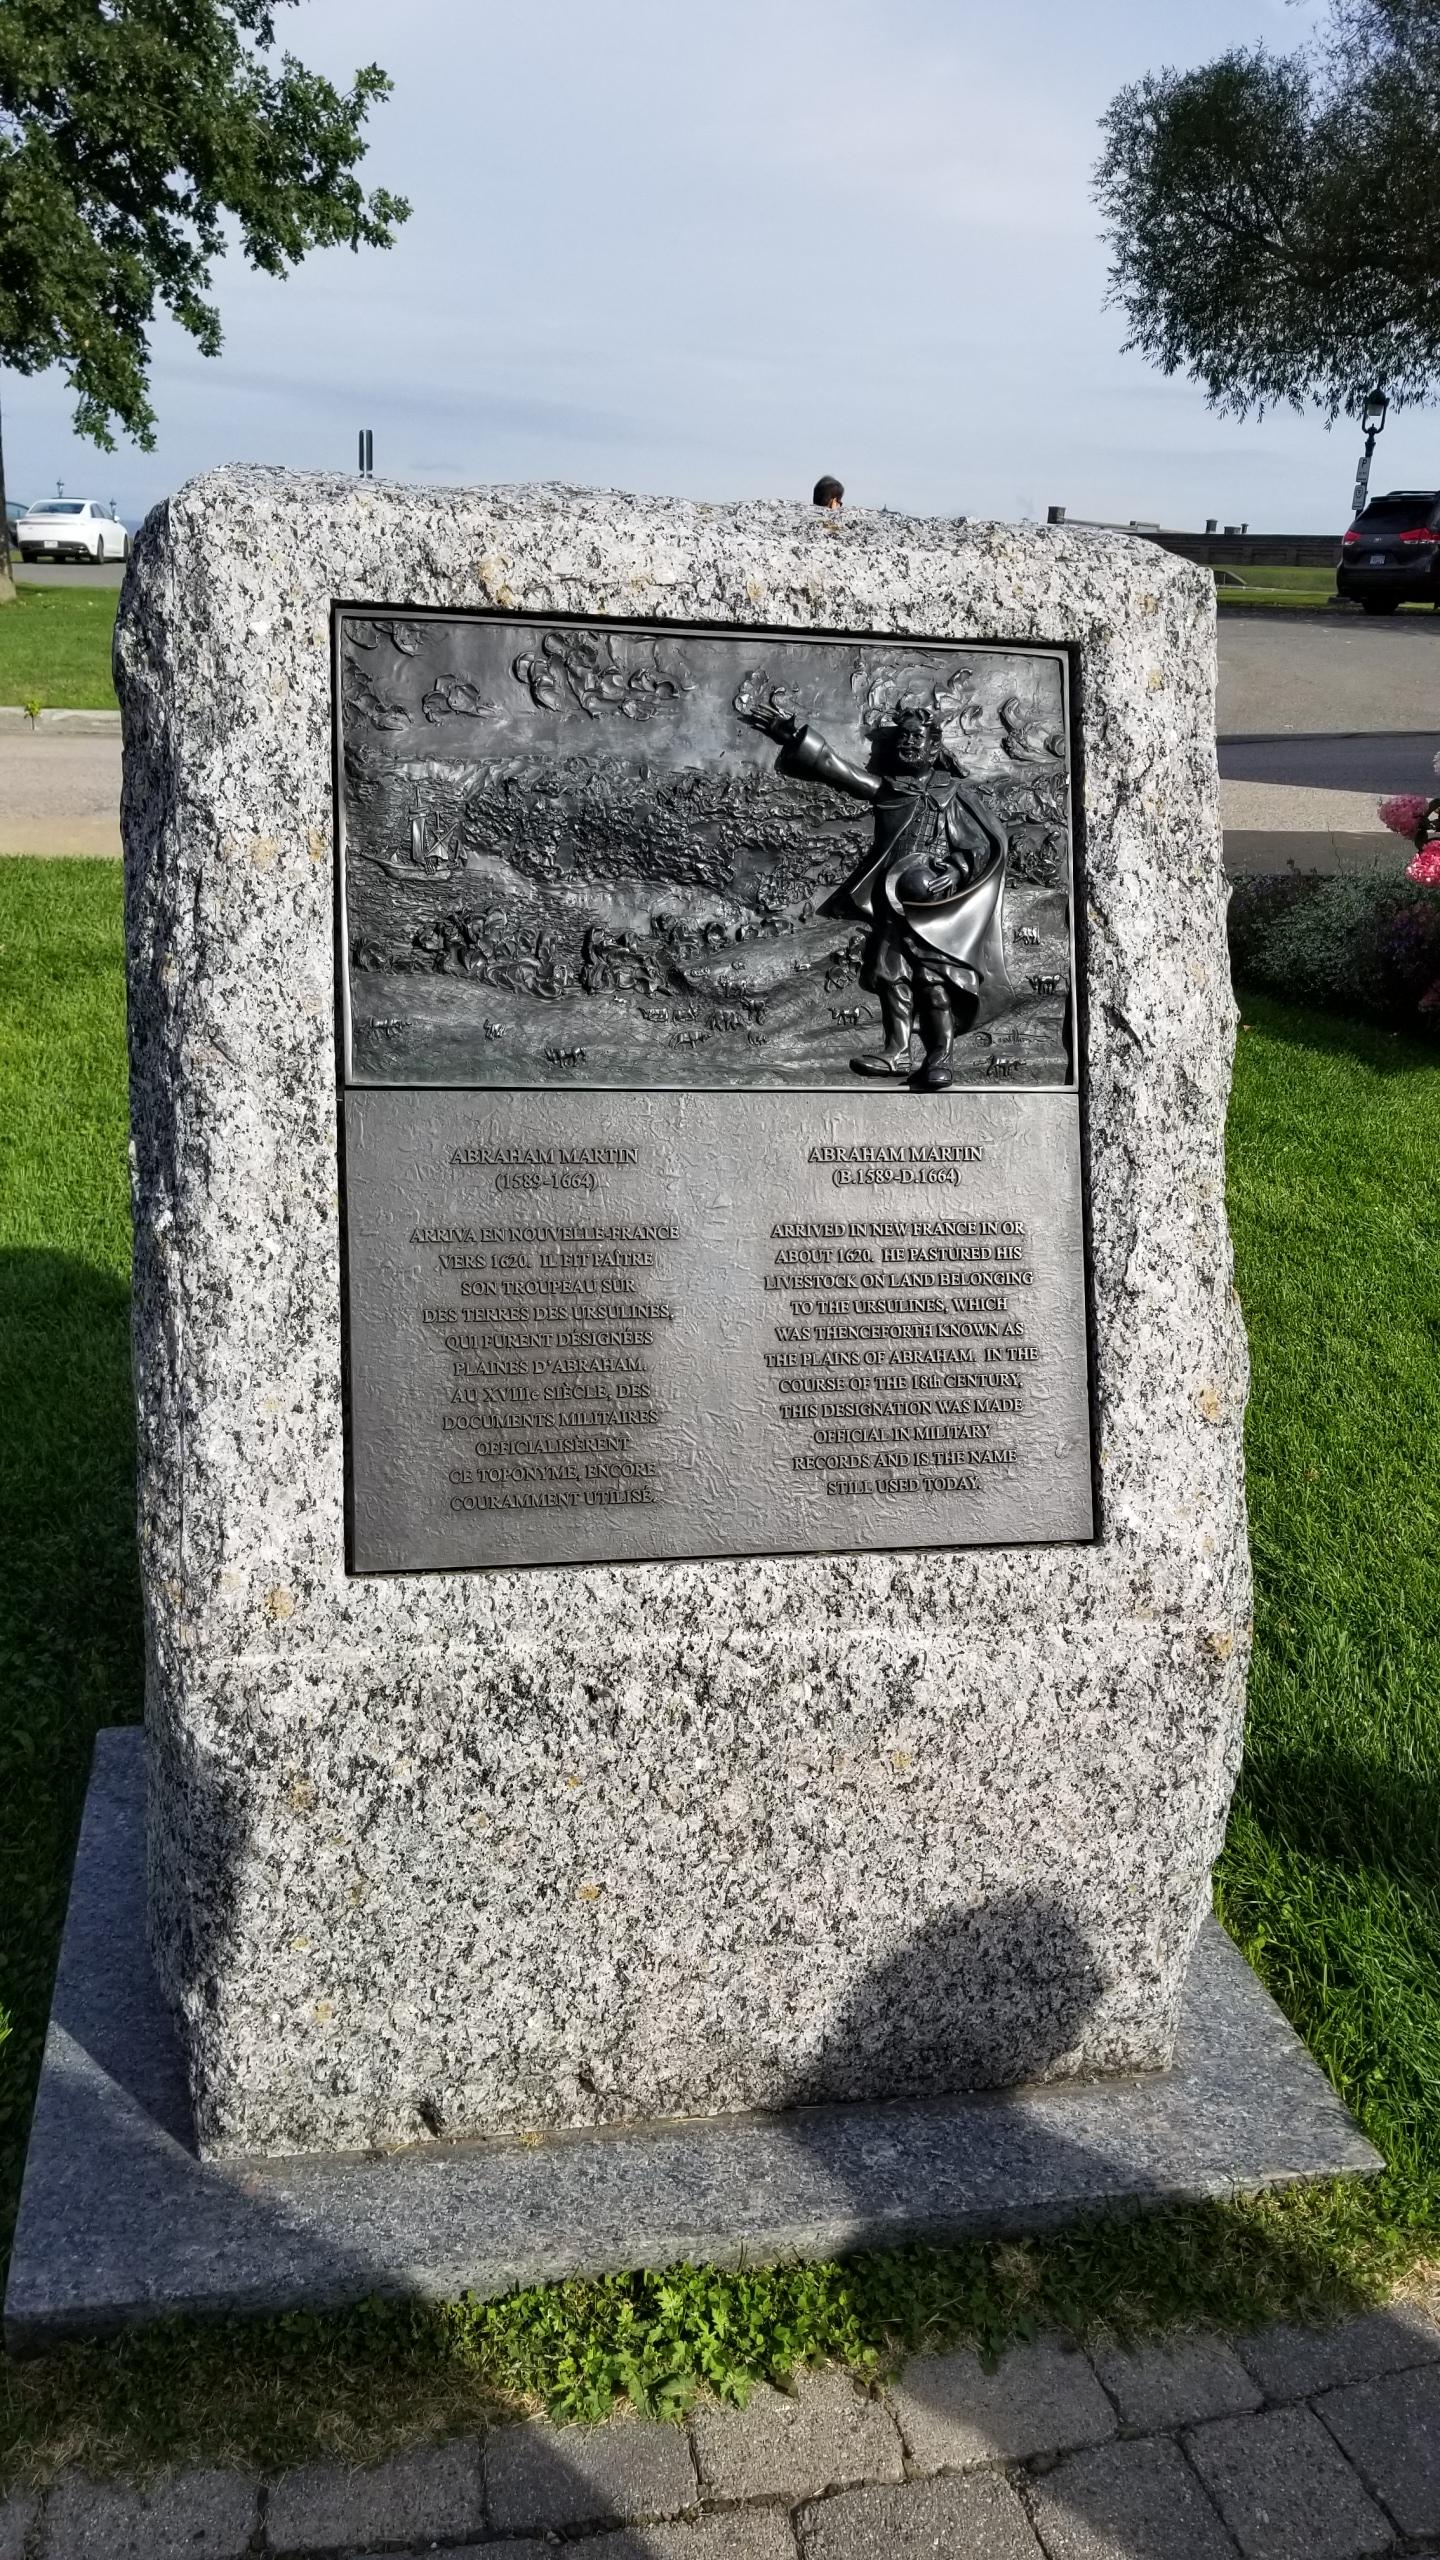 ABRAHAM MARTIN
(1589-1664)
ARRIVA EN NOUVELLE-FRANCE
VERS 1620. IL FIT PAÎTRE
SON TROUPEAU SUR
DES TERRES DES URSULINES,
QUI FURENT DÉSIGNÉES
PLAINES D'ABRAHAM.
AU XVIIIe SIÈCLE, DES
DOCUMENTS MILITAIRES
OFFICIALISÈRENT
CE TOPONYME, ENCORE
COURAMMENT UTILISÉ.
ABRAHAM MARTIN
(B.1589-D.1664)
ARRIVED IN NEW FRANCE IN OR
ABOUT 1620. HE PASTURED HIS
LIVESTOCK ON LAND BELONGING
TO THE URSULINES, WHICH
WAS THENCEFORTH KNOWN AS
THE PLAINS OF ABRAHAM. IN THE
COURSE OF THE 18th CENTURY,
THIS DESIGNATION WAS MADE
OFFICIAL IN MILITARY
RECORDS AND IS THE NAME
STILL USED TODAY.